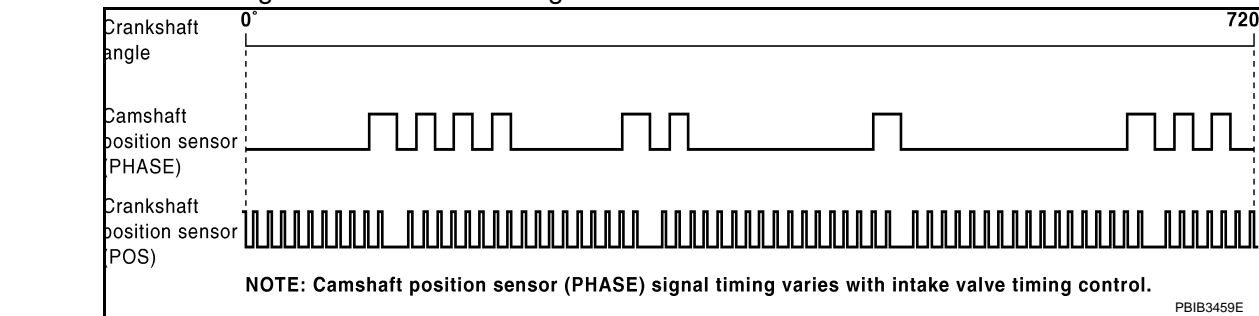 0° 720
Crankshaft
angle
Camshaft
position sensor
(PHASE)
Crankshaft
position sensor
(POS)
NOTE: Camshaft position sensor (PHASE) signal timing varies with intake valve timing control.
PBIB3459E